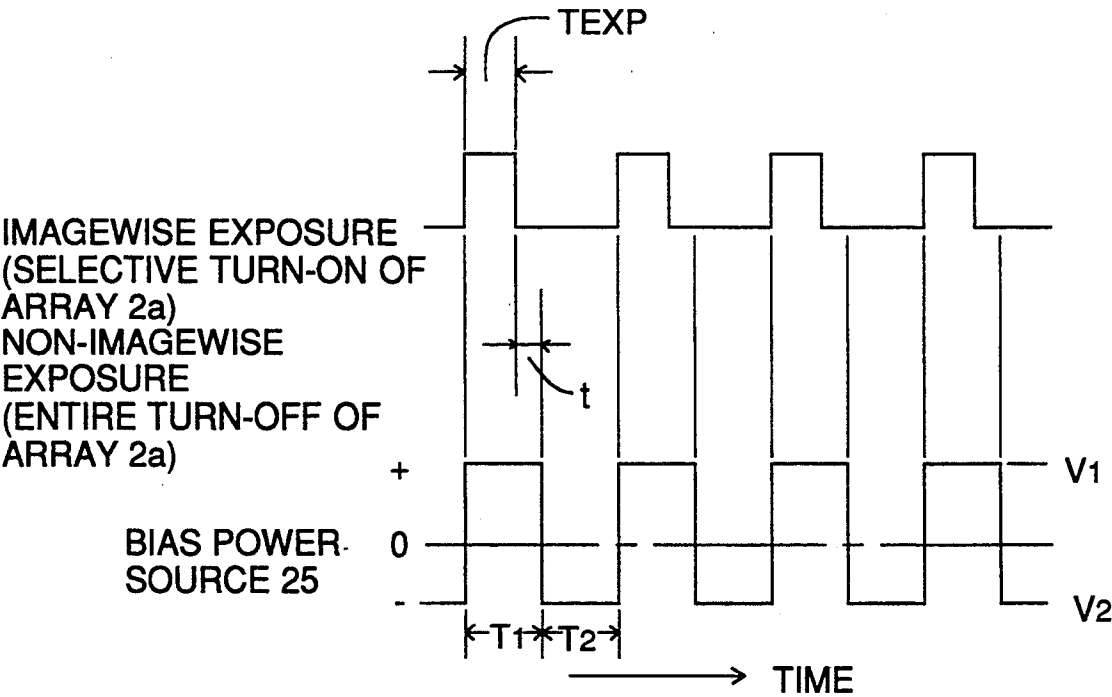 TEXP
IMAGEWISE EXPOSURE
(SELECTIVE TURN-ON OF
ARRAY 2a)
NON-IMAGEWISE
EXPOSURE
(ENTIRE TURN-OFF OF
ARRAY 2a)
t
+
V1
BIAS POWER
SOURCE 25
0
-
V2
T1
T2
TIME